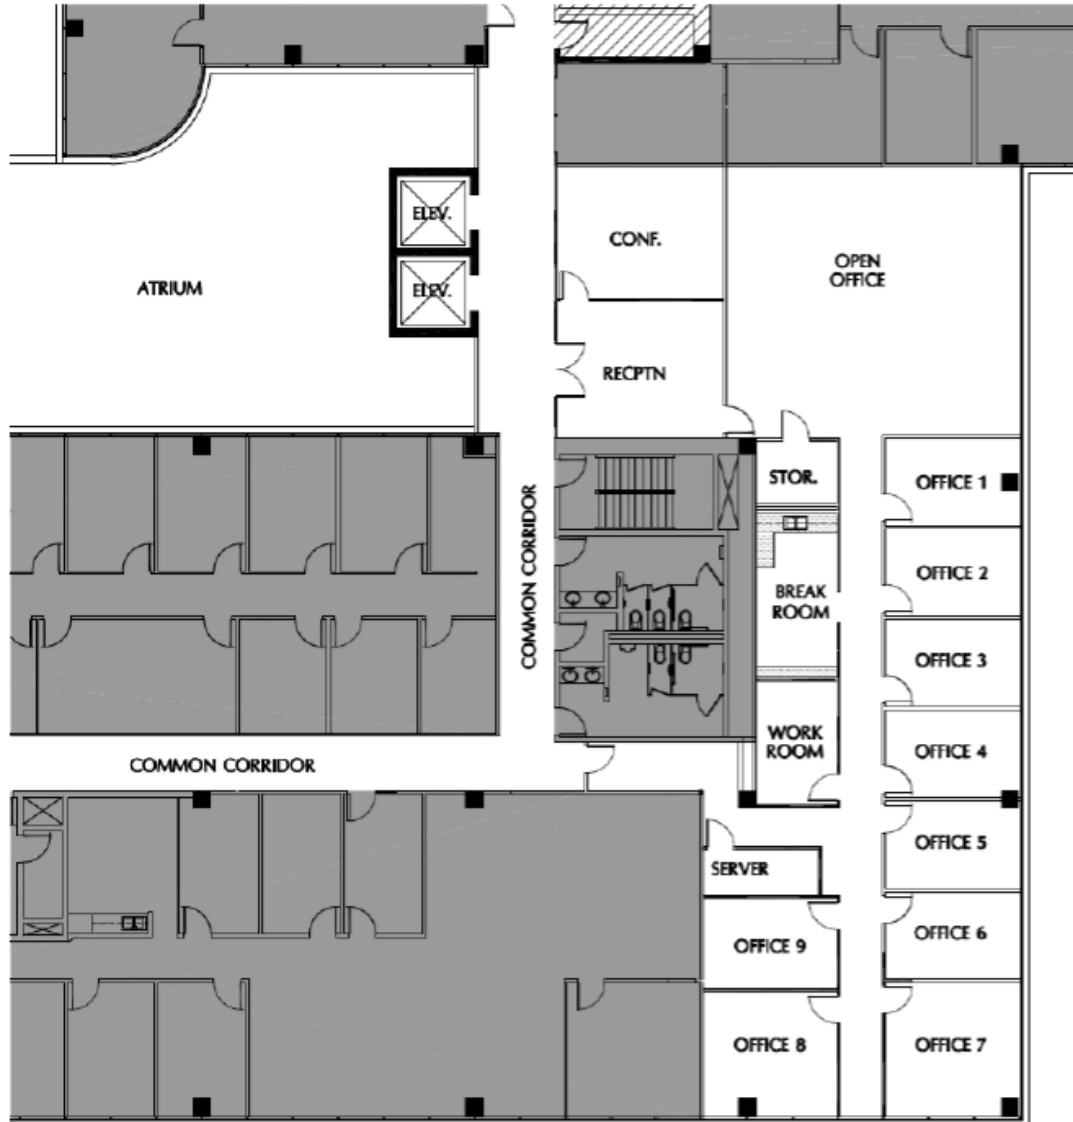 ELEV.
CONF.
OPEN
OFFICE
ATRIUM
ELEV.
RECPTN
STOR.
OFFICE 1
COMMON CORRIDOR
OFFICE 2
BREAK
ROOM
OFFICE 3
WORK
ROOM
OFFICE 4
COMMON CORRIDOR
OFFICE 5
SERVER
OFFICE 9
OFFICE 6
OFFICE 8
OFFICE 7